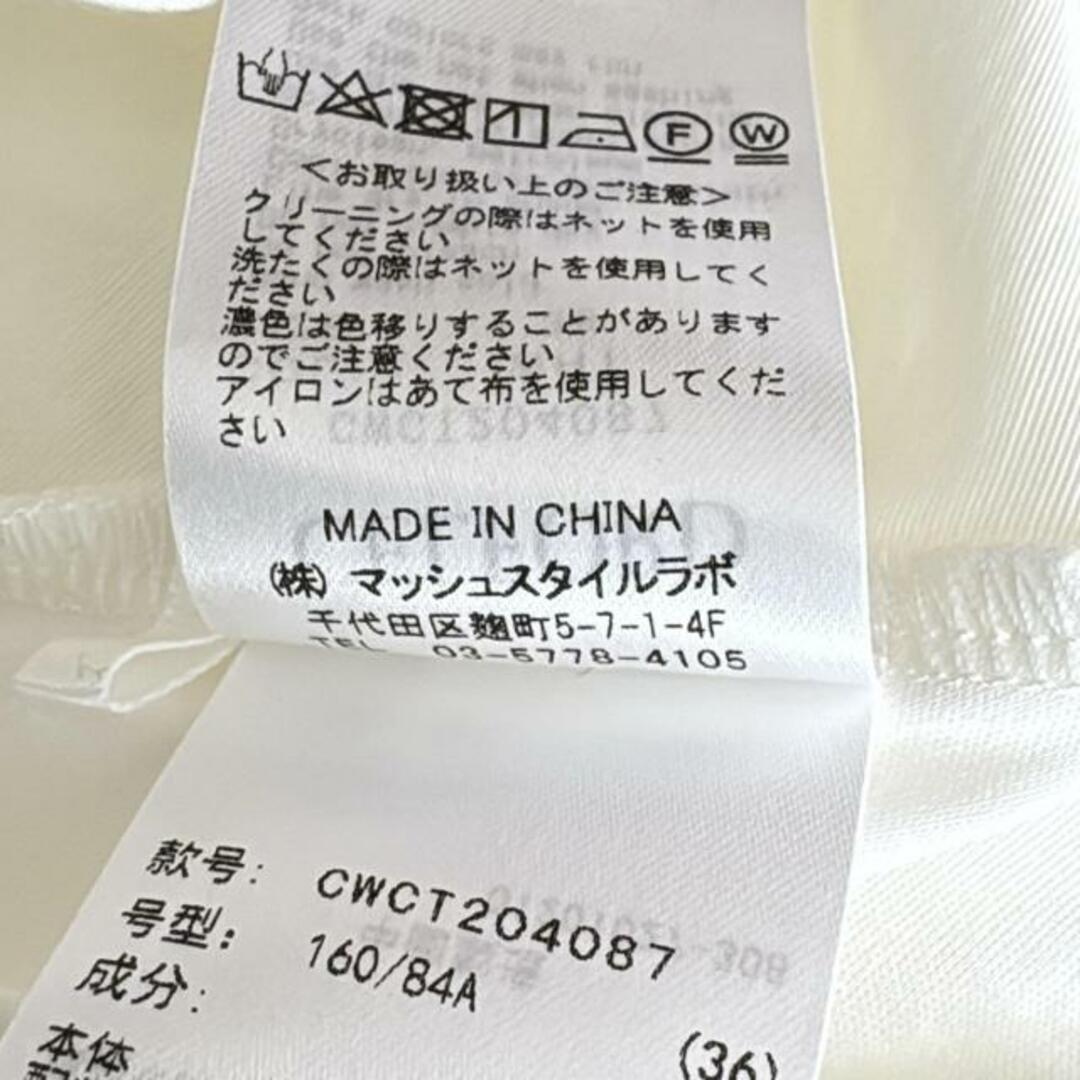 F W
＜お取り扱い上のご注意＞
クリーニングの際はネットを使用
してください
洗たくの際はネットを使用してく
ださい
濃色は色移りすることがあります
のでご注意ください
アイロンはあて布を使用してくだ
さい
MADE IN CHINA
(株) マッシュスタイルラボ
千代田区麹町5-7-1-4F
TEL 03-5778-4105
款号: CWCT204087
号型: 160/84A
成分:
(36)
本体